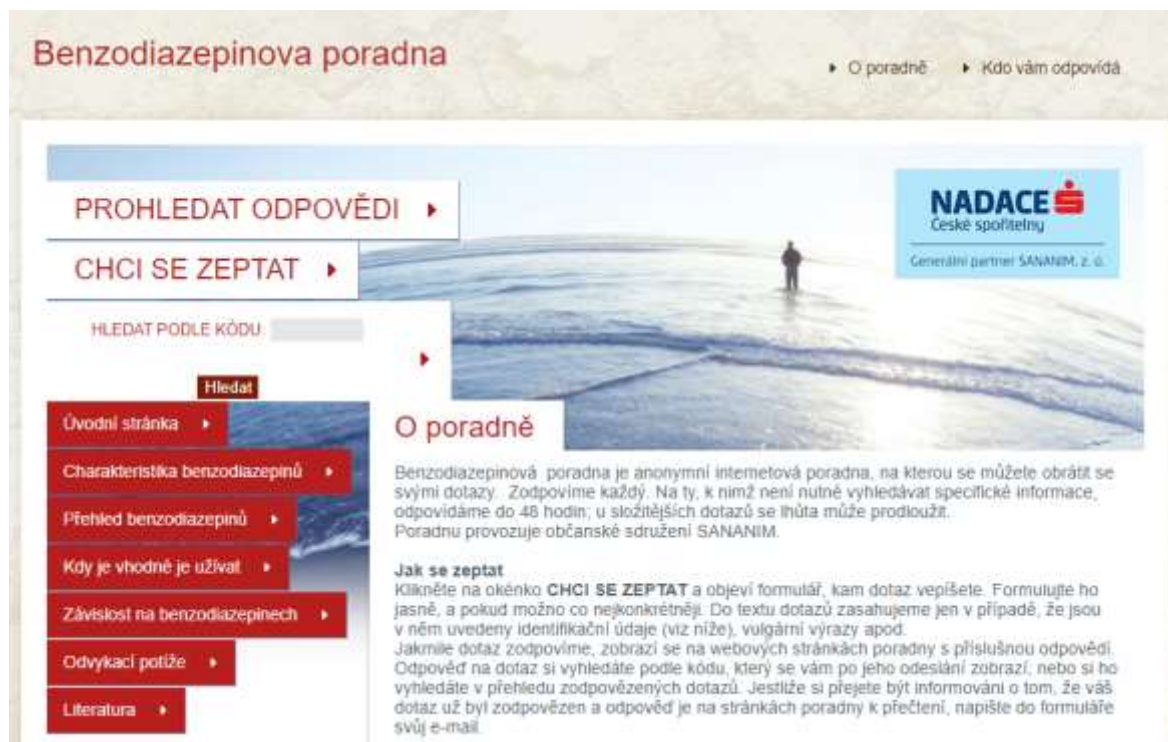 Benzodiazepinova poradna
O poradně
Kdo vám odpovídá
PROHLEDAT ODPOVĚDI
CHCI SE ZEPTAT
HLEDAT PODLE KÓDU
Hledat
NADACE
České spořitelny
Generální partner SANANIM, z. ú.
Úvodní stránka
Charakteristika benzodiazepinů
Přehled benzodiazepinů
Kdy je vhodné je užívat
Závislost na benzodiazepinech
Odvykací potíže
Literatura
O poradně
Benzodiazepinová poradna je anonymní internetová poradna, na kterou se můžete obrátit se
svými dotazy. Zodpovíme každý. Na ty, k nimž není nutné vyhledávat specifické informace,
odpovídáme do 48 hodin; u složitějších dotazů se lhůta může prodloužit.
Poradnu provozuje občanské sdružení SANANIM.
Jak se zeptat
Klikněte na okénko CHCI SE ZEPTAT a objeví formulář, kam dotaz vepíšete. Formulujte ho
jasně, a pokud možno co nejkonkrétněji. Do textu dotazů zasahujeme jen v případě, že jsou
v něm uvedeny identifikační údaje (viz níže), vulgární výrazy apod.
Jakmile dotaz zodpovíme, zobrazí se na webových stránkách poradny s příslušnou odpovědí.
Odpověď na dotaz si vyhledáte podle kódu, který se vám po jeho odeslání zobrazí, nebo si ho
vyhledáte v přehledu zodpovězených dotazů. Jestliže si přejete být informováni o tom, že váš
dotaz už byl zodpovězen a odpověď je na stránkách poradny k přečtení, napište do formuláře
svůj e-mail.